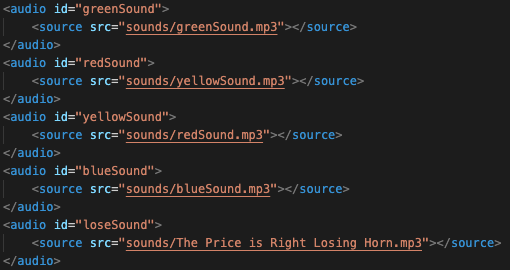 <audio id="greenSound">
    <source src="sounds/greenSound.mp3"></source>
</audio>
<audio id="redSound">
    <source src="sounds/yellowSound.mp3"></source>
</audio>
<audio id="yellowSound">
    <source src="sounds/redSound.mp3"></source>
</audio>
<audio id="blueSound">
    <source src="sounds/blueSound.mp3"></source>
</audio>
<audio id="loseSound">
    <source src="sounds/The Price is Right Losing Horn.mp3"></source>
</audio>